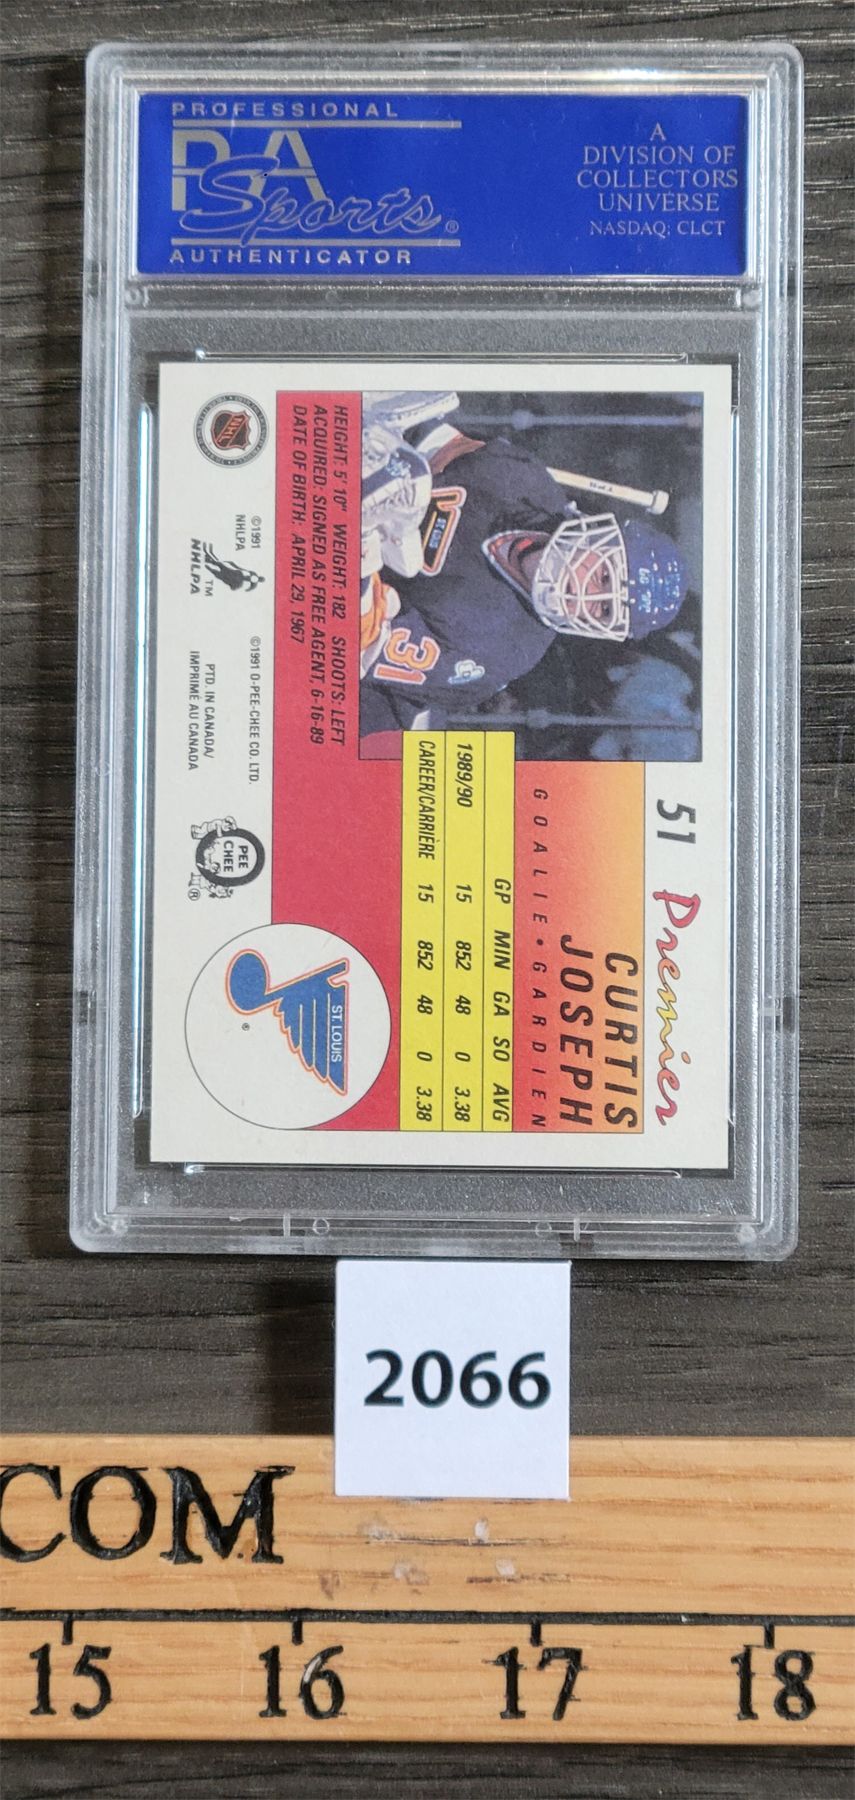 PROFESSIONAL
PSA
Sports®
AUTHENTICATOR
A
DIVISION OF
COLLECTORS
UNIVERSE
NASDAQ: CLCT
51 Premier
CURTIS
JOSEPH
GOALIE • GARDIEN
GP MIN GA SO AVG
1989/90 15 852 48 0 3.38
CAREER/CARRIÈRE 15 852 48 0 3.38
ST LOUIS
31
HEIGHT: 5' 10" WEIGHT: 182 SHOOTS: LEFT
ACQUIRED: SIGNED AS FREE AGENT, 6-16-89
DATE OF BIRTH: APRIL 29, 1967
ST. LOUIS
®
NHL
©1991
NHLPA
TM
NHLPA
©1991 O-PEE-CHEE CO. LTD.
PTD. IN CANADA/
IMPRIMÉ AU CANADA
O
PEE
CHEE
®
2066
COM
15 16 17 18